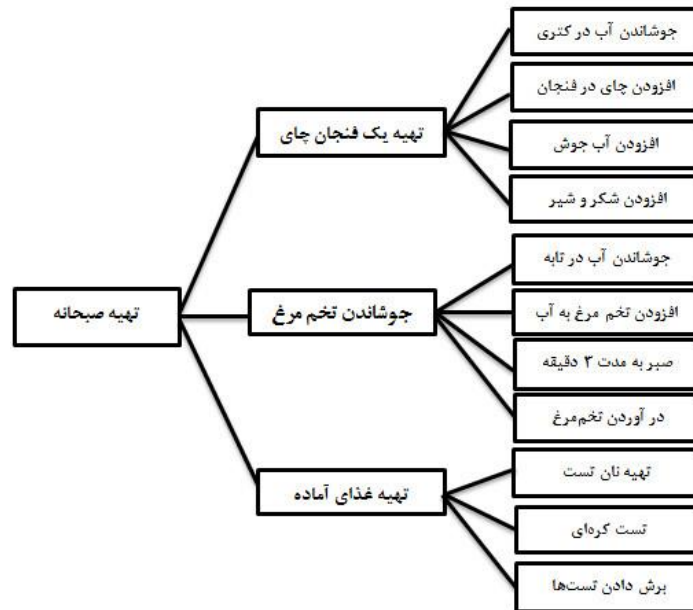 جوشاندن آب در کتری
افزودن چای در فنجان
تهیه یک فنجان چای
افزودن آب جوش
افزودن شکر و شیر
جوشاندن آب در تابه
تهیه صبحانه
جوشاندن تخم مرغ
افزودن تخم مرغ به آب
صبر به مدت ۳ دقیقه
در آوردن تخم‌مرغ
تهیه نان تست
تهیه غذای آماده
تست کره‌ای
برش دادن تست‌ها